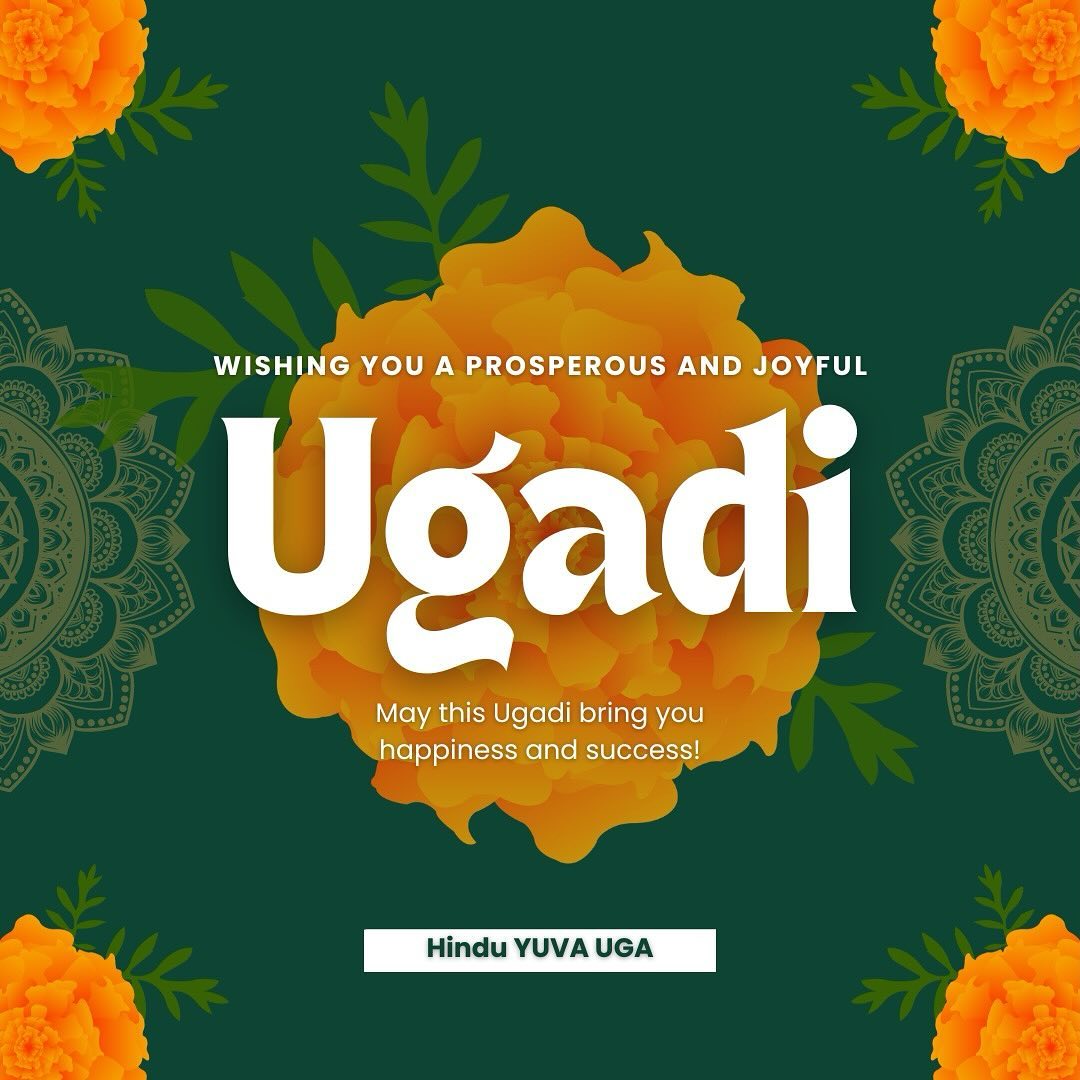 WISHING YOU A PROSPEROUS AND JOYFUL
Ugadi
May this Ugadi bring you
happiness and success!
Hindu YUVA UGA